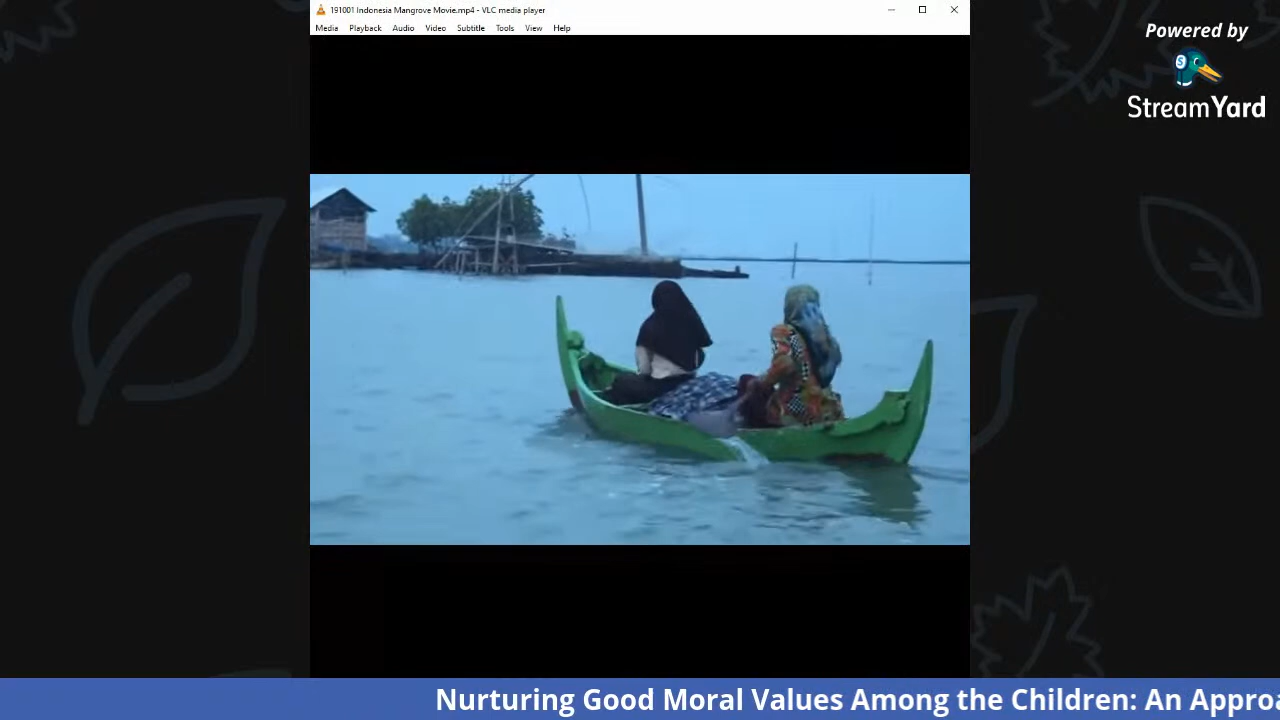 191001 Indonesia Mangrove Movie.mp4 - VLC media player
Media Playback Audio Video Subtitle Tools View Help
Powered by
S
StreamYard
Nurturing Good Moral Values Among the Children: An Approa